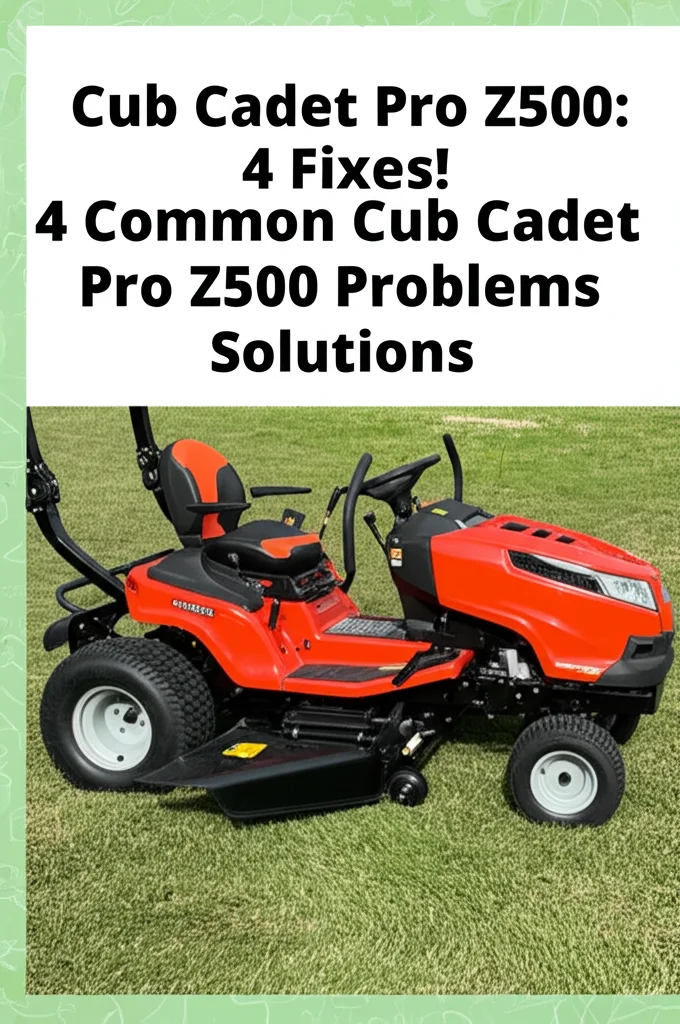 Cub Cadet Pro Z500:
4 Fixes!
4 Common Cub Cadet
Pro Z500 Problems
Solutions